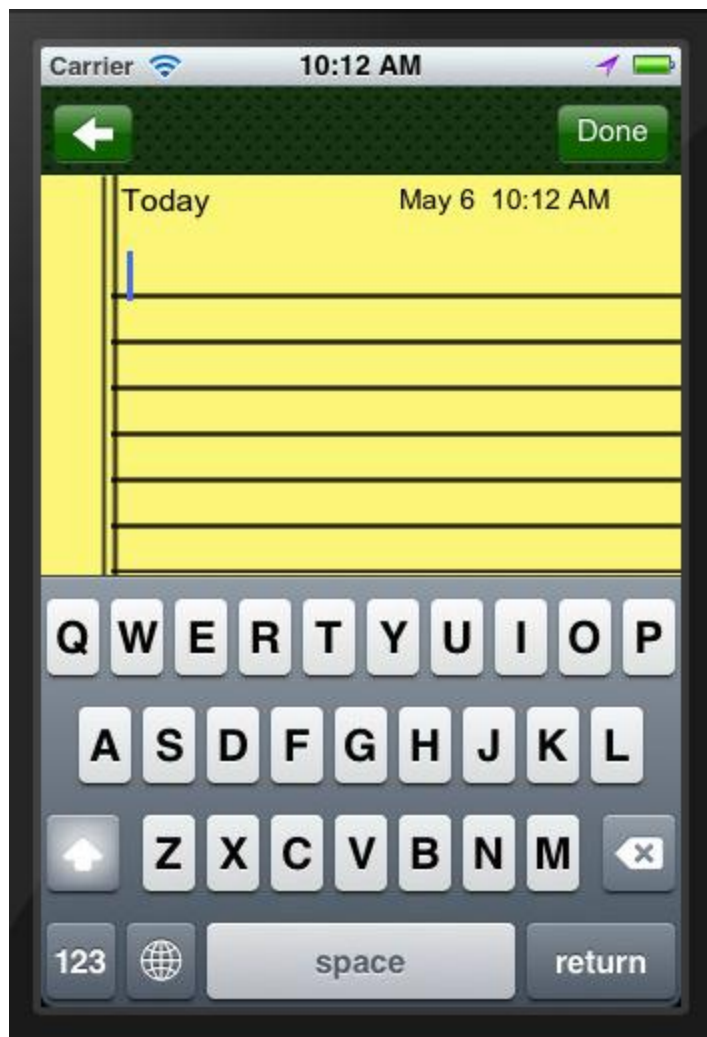 Carrier 10:12 AM
Done
Today May 6 10:12 AM
Q W E R T Y U I O P
A S D F G H J K L
Z X C V B N M
123 space return